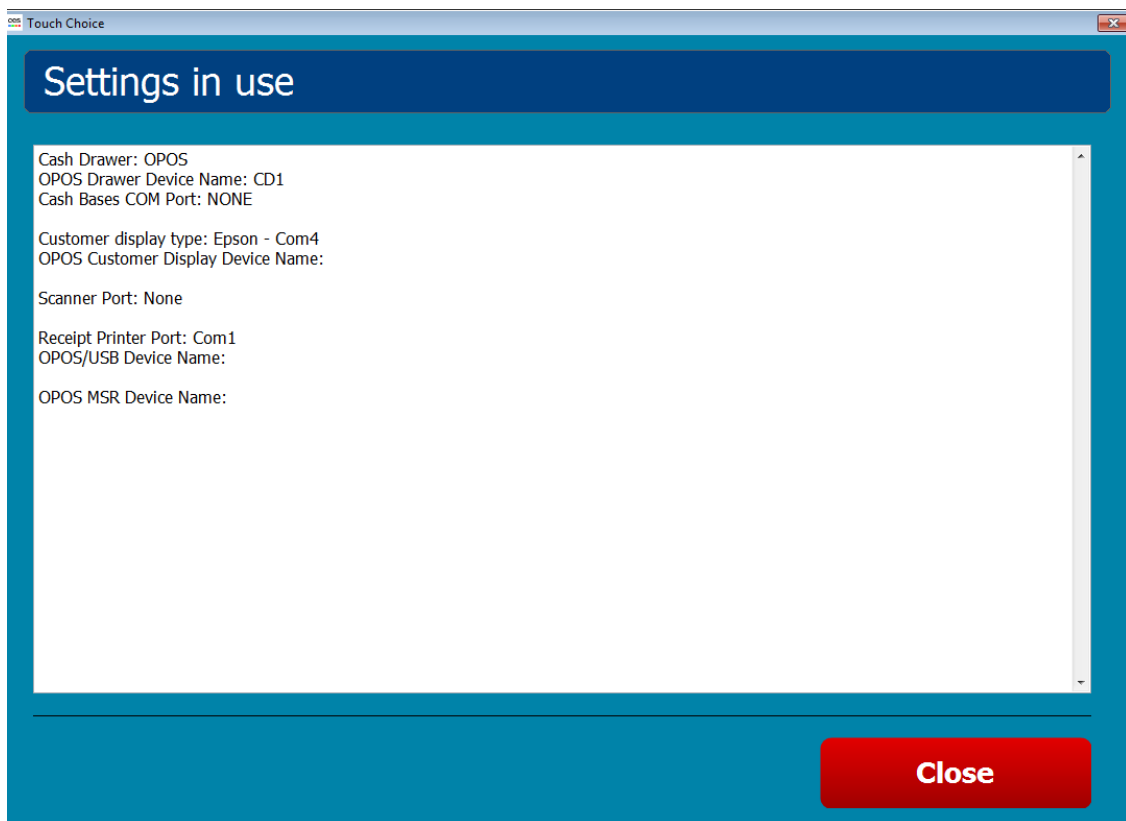 Touch Choice
Settings in use
Cash Drawer: OPOS
OPOS Drawer Device Name: CD1
Cash Bases COM Port: NONE
Customer display type: Epson - Com4
OPOS Customer Display Device Name:
Scanner Port: None
Receipt Printer Port: Com1
OPOS/USB Device Name:
OPOS MSR Device Name:
Close